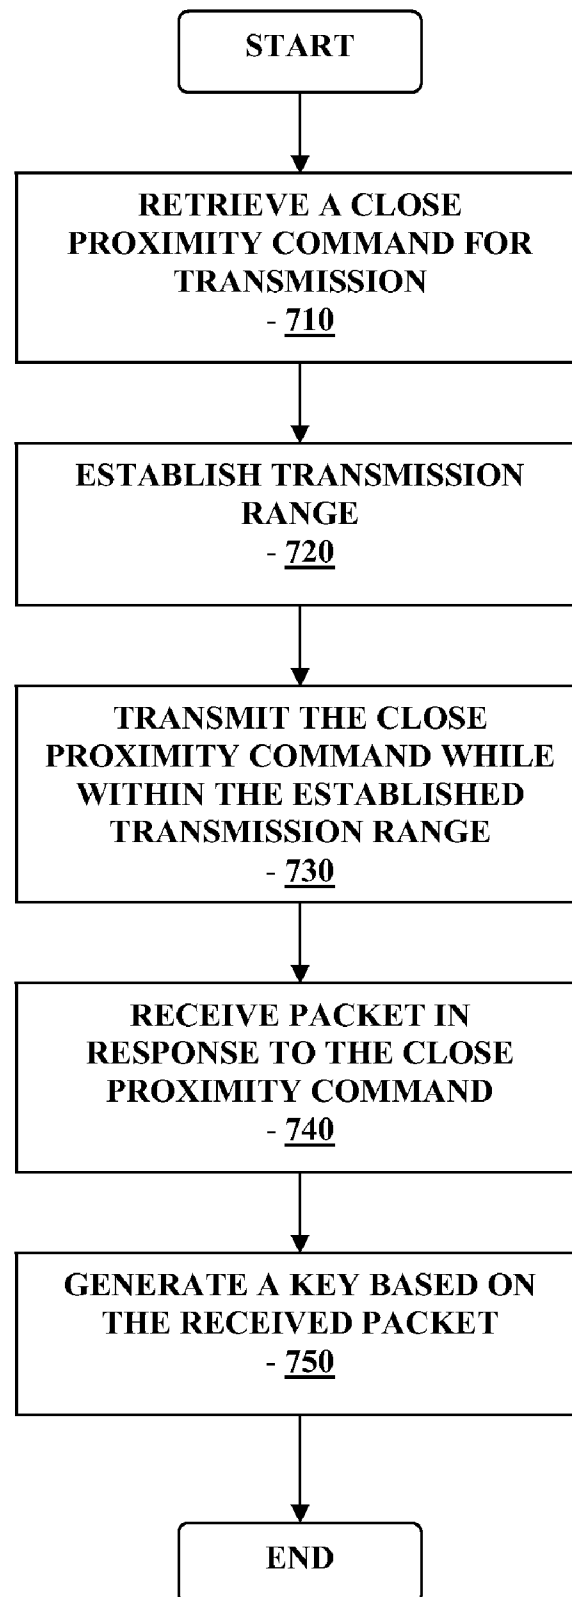 START
RETRIEVE A CLOSE
PROXIMITY COMMAND FOR
TRANSMISSION
- 710
ESTABLISH TRANSMISSION
RANGE
- 720
TRANSMIT THE CLOSE
PROXIMITY COMMAND WHILE
WITHIN THE ESTABLISHED
TRANSMISSION RANGE
- 730
RECEIVE PACKET IN
RESPONSE TO THE CLOSE
PROXIMITY COMMAND
- 740
GENERATE A KEY BASED ON
THE RECEIVED PACKET
- 750
END